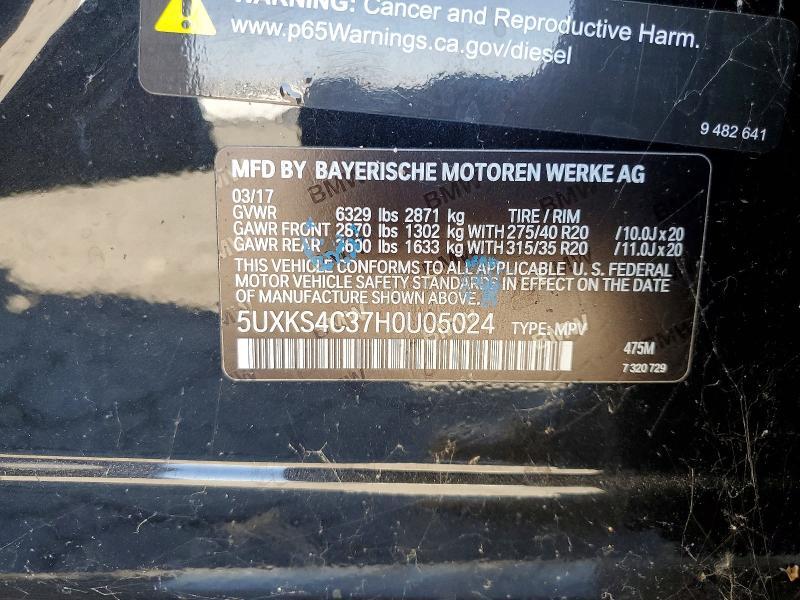 WARNING: Cancer and Reproductive Harm.
www.p65Warnings.ca.gov/diesel
9 482 641
MFD BY BAYERISCHE MOTOREN WERKE AG
03/17
GVWR 6329 lbs 2871 kg TIRE / RIM
GAWR FRONT 2870 lbs 1302 kg WITH 275/40 R20 /10.0J x 20
GAWR REAR 3600 lbs 1633 kg WITH 315/35 R20 /11.0J x 20
THIS VEHICLE CONFORMS TO ALL APPLICABLE U. S. FEDERAL
MOTOR VEHICLE SAFETY STANDARDS IN EFFECT ON THE DATE
OF MANUFACTURE SHOWN ABOVE.
5UXKS4C37H0U05024 TYPE: MPV
475M
7 320 729